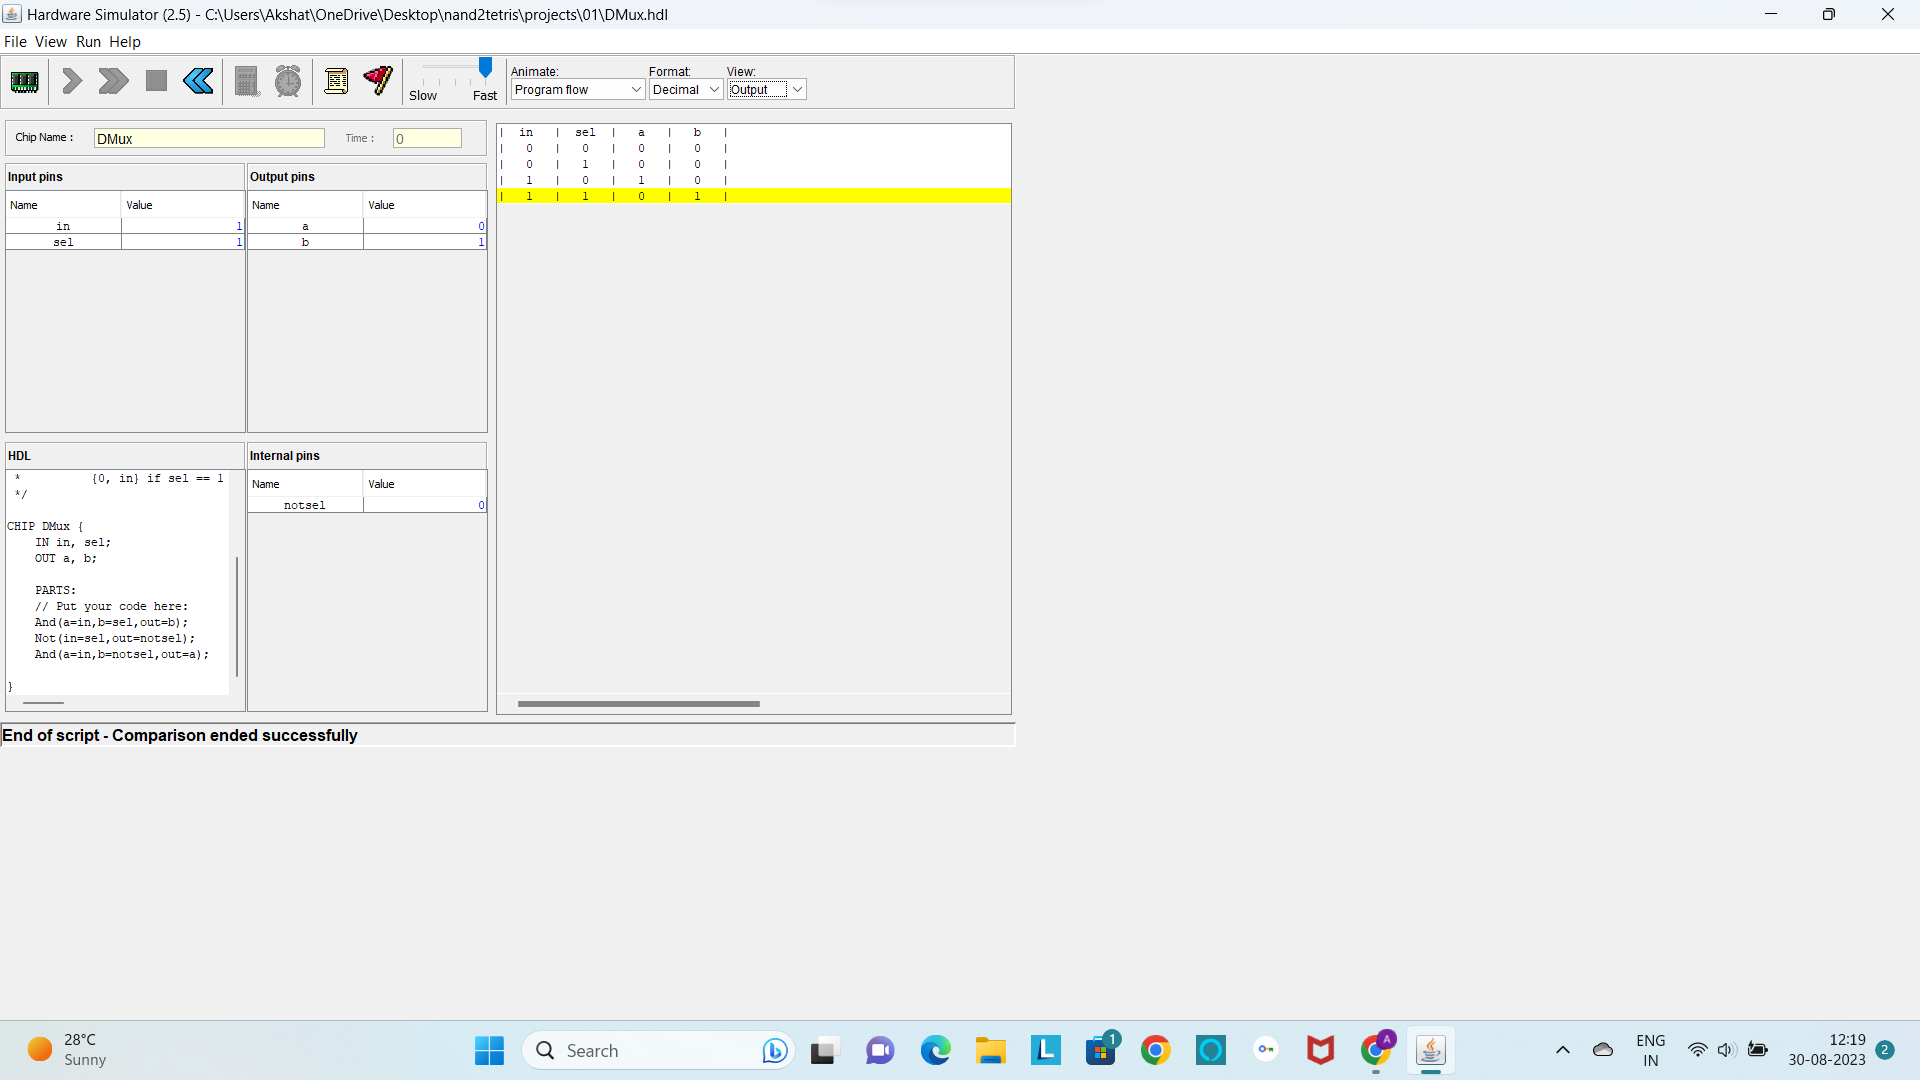 Hardware Simulator (2.5) - C:\Users\Akshat\OneDrive\Desktop\nand2tetris\projects\01\DMux.hdl
File View Run Help
Animate: Format: View:
Slow Fast Program flow Decimal Output
Chip Name : DMux Time : 0
Input pins Output pins
Name Value Name Value
in 1 a 0
sel 1 b 1
| in | sel | a | b |
| 0 | 0 | 0 | 0 |
| 0 | 1 | 0 | 0 |
| 1 | 0 | 1 | 0 |
| 1 | 1 | 0 | 1 |
HDL
* {0, in} if sel == 1
*/
CHIP DMux {
IN in, sel;
OUT a, b;
PARTS:
// Put your code here:
And(a=in,b=sel,out=b);
Not(in=sel,out=notsel);
And(a=in,b=notsel,out=a);
}
Internal pins
Name Value
notsel 0
End of script - Comparison ended successfully
28°C
Sunny
Search
L
1
A
ENG
IN
12:19
30-08-2023
2